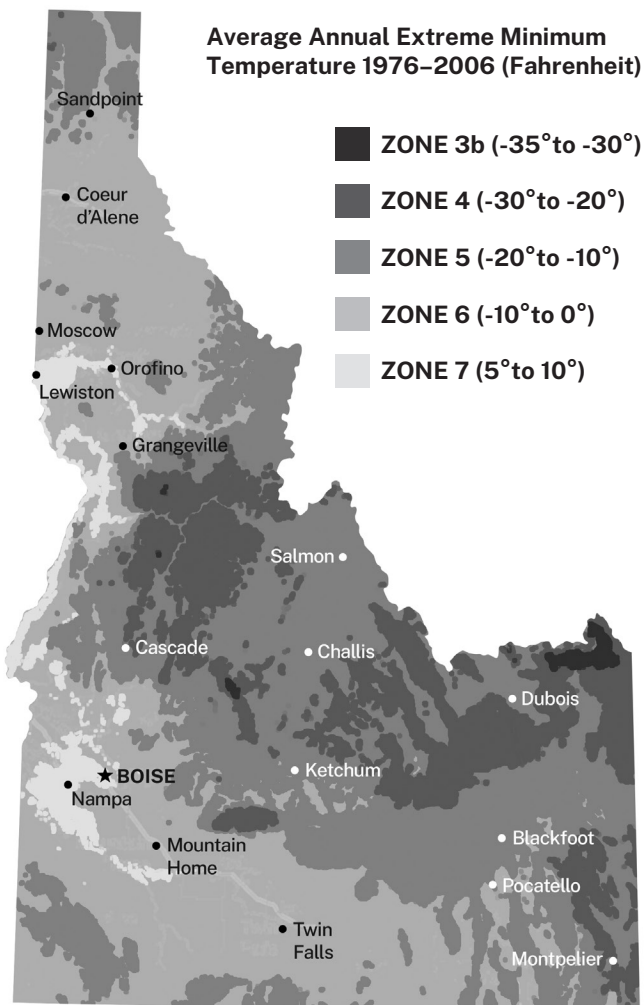 Average Annual Extreme Minimum
Temperature 1976–2006 (Fahrenheit)
Sandpoint
ZONE 3b (-35°to -30°)
ZONE 4 (-30°to -20°)
Coeur
d’Alene
ZONE 5 (-20°to -10°)
ZONE 6 (-10°to 0°)
Moscow
Orofino
ZONE 7 (5°to 10°)
Lewiston
Grangeville
Salmon
Cascade
Challis
Dubois
Ketchum
BOISE
Nampa
Blackfoot
Mountain
Home
Pocatello
Twin
Falls
Montpelier